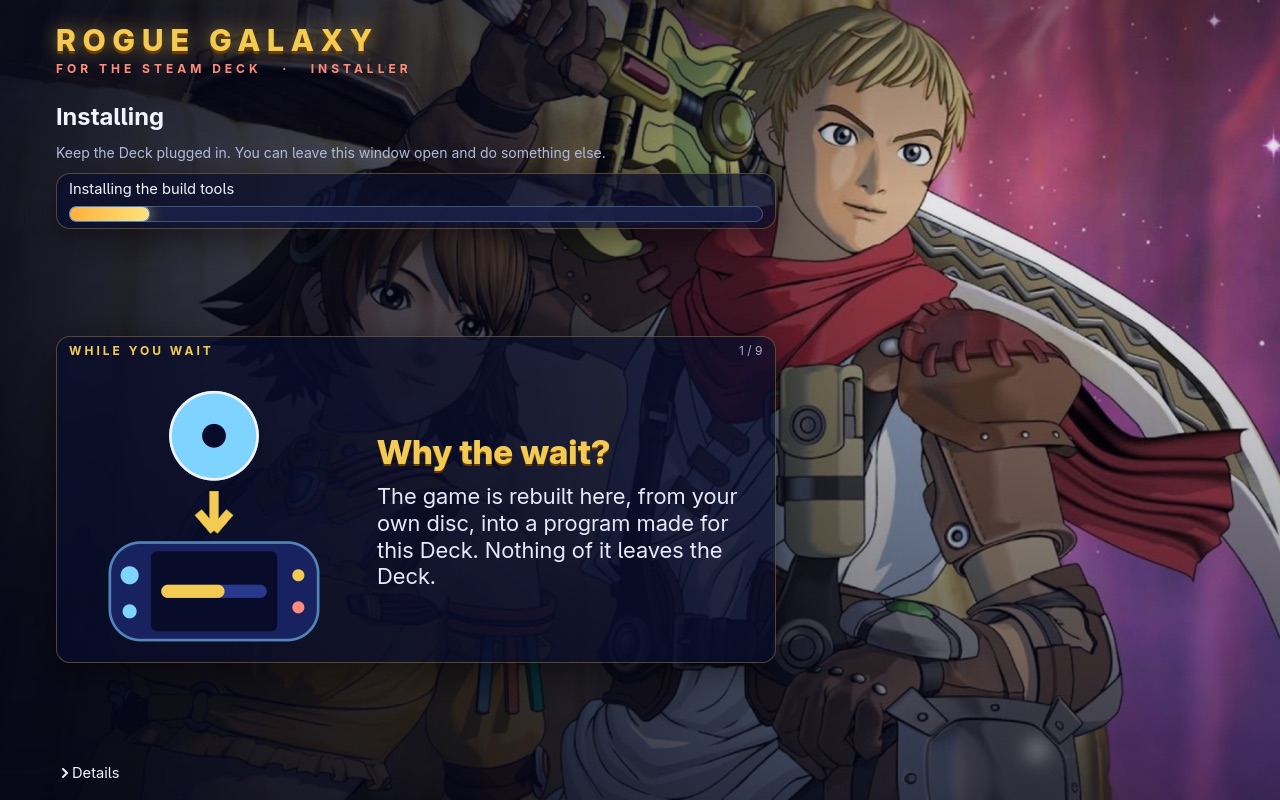 ROGUE GALAXY
FOR THE STEAM DECK · INSTALLER
Installing
Keep the Deck plugged in. You can leave this window open and do something else.
Installing the build tools
WHILE YOU WAIT
1 / 9
Why the wait?
The game is rebuilt here, from your
own disc, into a program made for
this Deck. Nothing of it leaves the
Deck.
Details